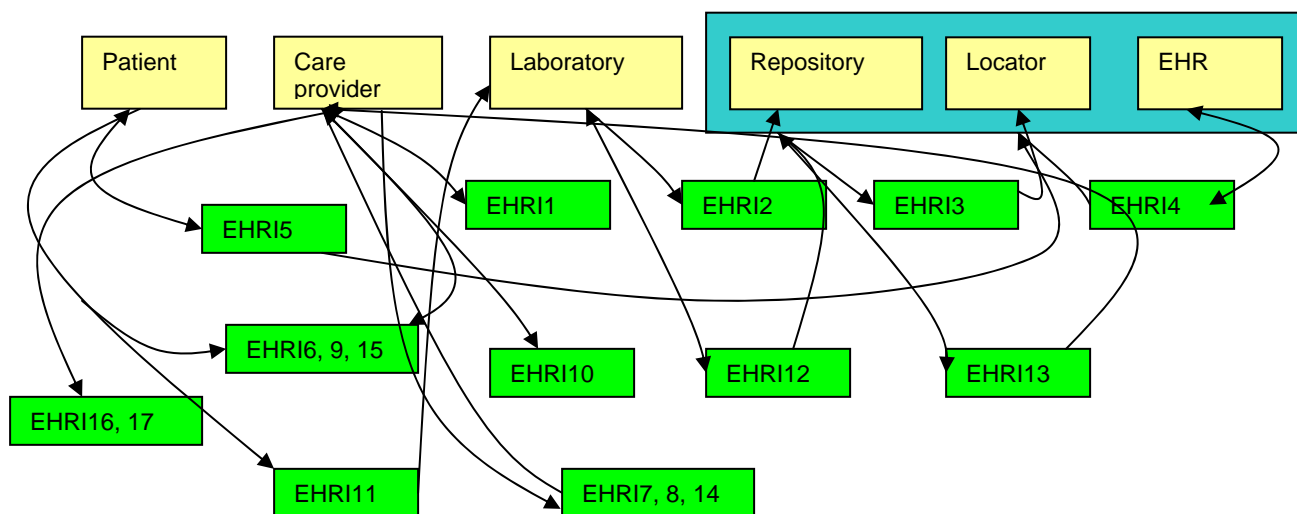 Patient
Care
provider
Laboratory
Repository
Locator
EHR
EHRI1
EHRI2
EHRI3
EHRI4
EHRI5
EHRI6, 9, 15
EHRI10
EHRI12
EHRI13
EHRI16, 17
EHRI11
EHRI7, 8, 14